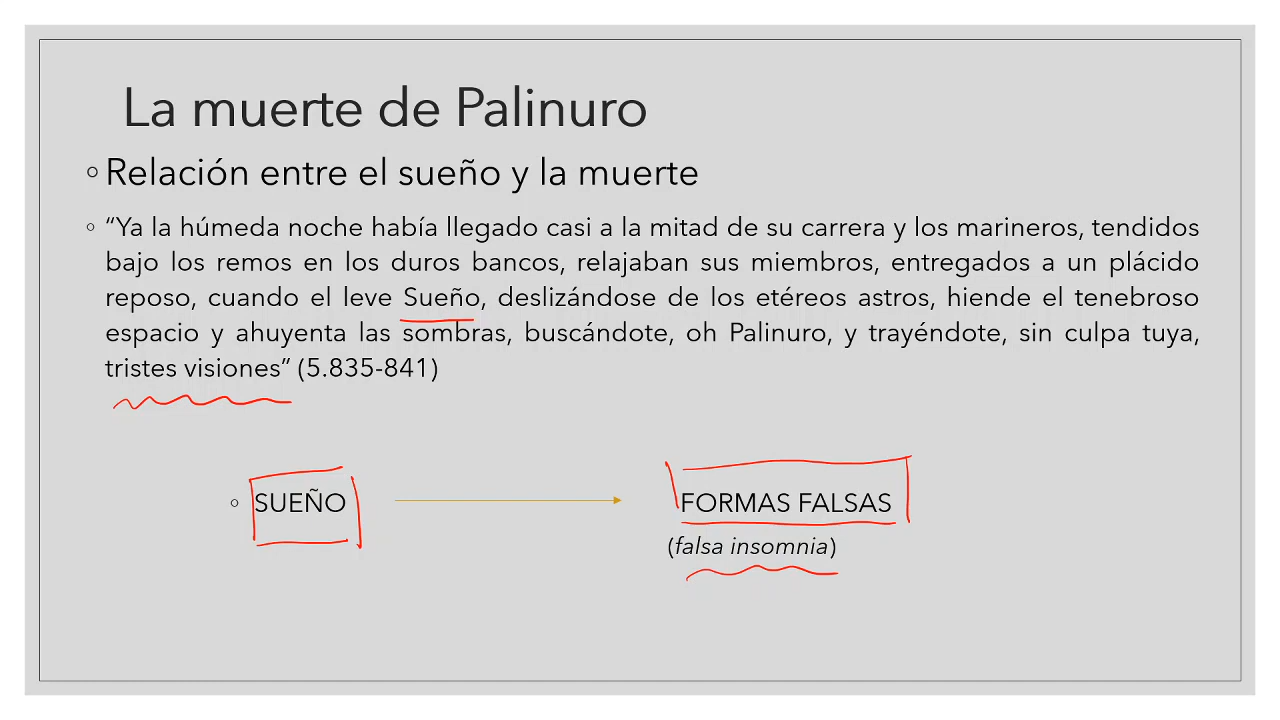 La muerte de Palinuro
◦Relación entre el sueño y la muerte
◦ “Ya la húmeda noche había llegado casi a la mitad de su carrera y los marineros, tendidos
bajo los remos en los duros bancos, relajaban sus miembros, entregados a un plácido
reposo, cuando el leve Sueño, deslizándose de los etéreos astros, hiende el tenebroso
espacio y ahuyenta las sombras, buscándote, oh Palinuro, y trayéndote, sin culpa tuya,
tristes visiones” (5.835-841)
◦ SUEÑO FORMAS FALSAS
(falsa insomnia)